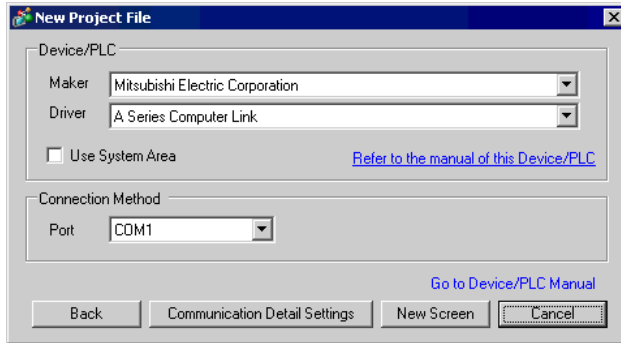 New Project File
Device/PLC
Maker Mitsubishi Electric Corporation
Driver A Series Computer Link
Use System Area Refer to the manual of this Device/PLC
Connection Method
Port COM1
Go to Device/PLC Manual
Back Communication Detail Settings New Screen Cancel